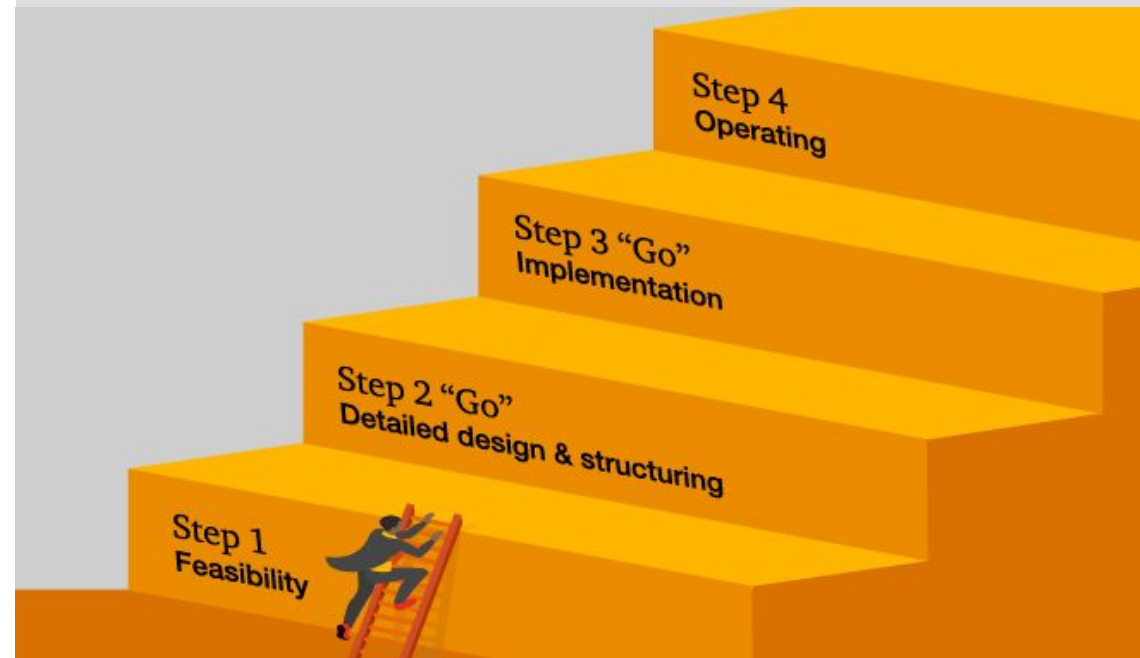 Step 4
Operating
Step 3 “Go”
Implementation
Step 2 “Go”
Detailed design & structuring
Step 1
Feasibility